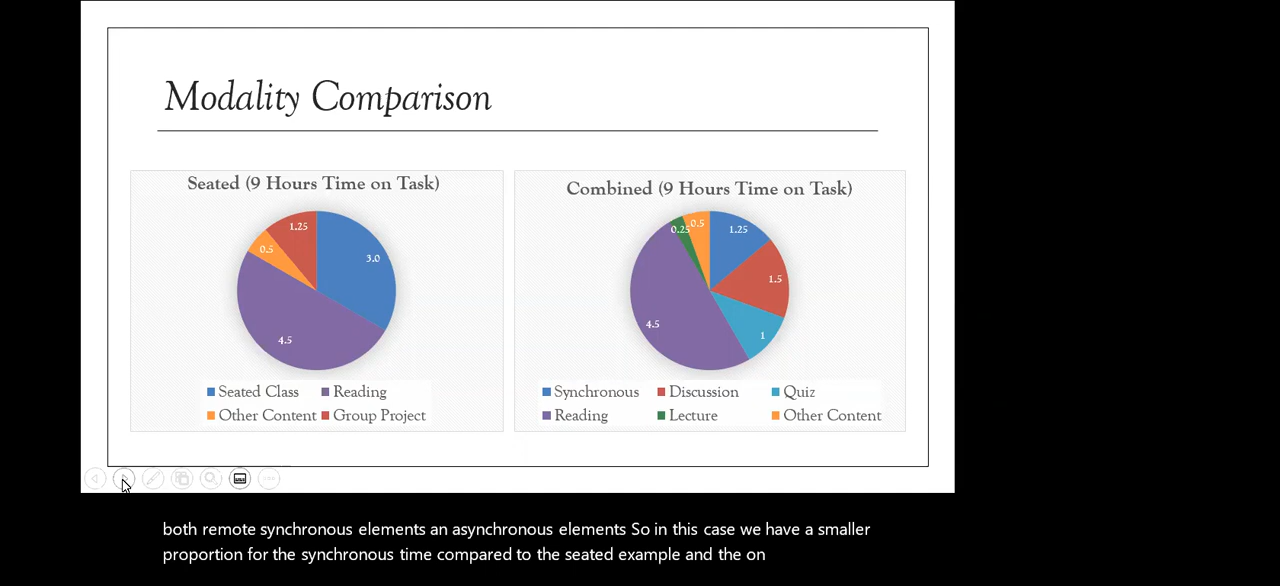 Modality Comparison
Seated (9 Hours Time on Task)
1.25
0.5
3.0
4.5
Seated Class Reading
Other Content Group Project
Combined (9 Hours Time on Task)
0.5
0.25
1.25
1.5
4.5
1
Synchronous Discussion Quiz
Reading Lecture Other Content
both remote synchronous elements an asynchronous elements So in this case we have a smaller
proportion for the synchronous time compared to the seated example and the on